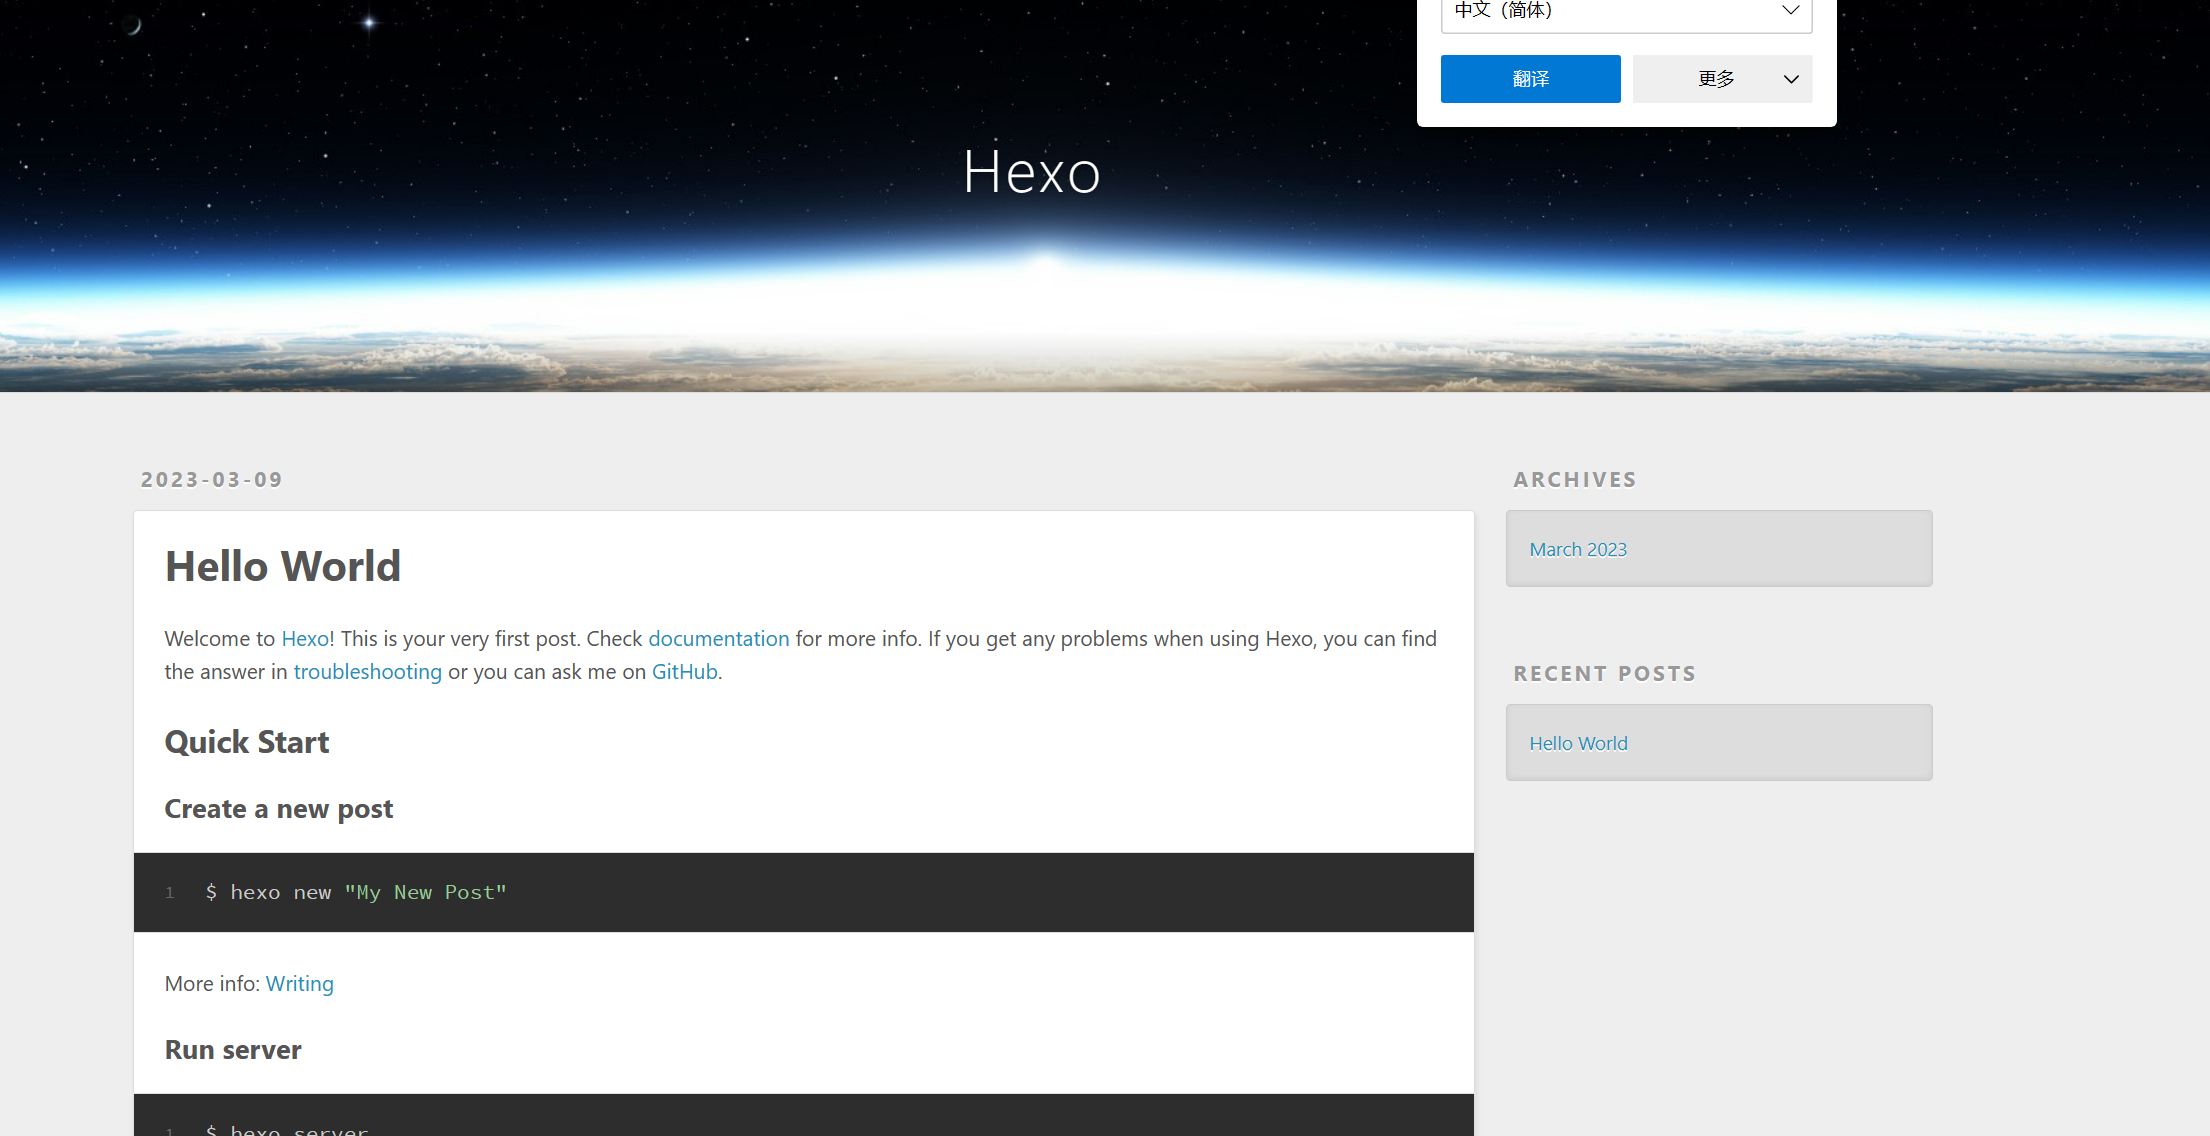 中文（简体）
翻译
更多
Hexo
2023-03-09
Hello World
Welcome to Hexo! This is your very first post. Check documentation for more info. If you get any problems when using Hexo, you can find
the answer in troubleshooting or you can ask me on GitHub.
Quick Start
Create a new post
1 $ hexo new "My New Post"
More info: Writing
Run server
1 $ hexo server
ARCHIVES
March 2023
RECENT POSTS
Hello World